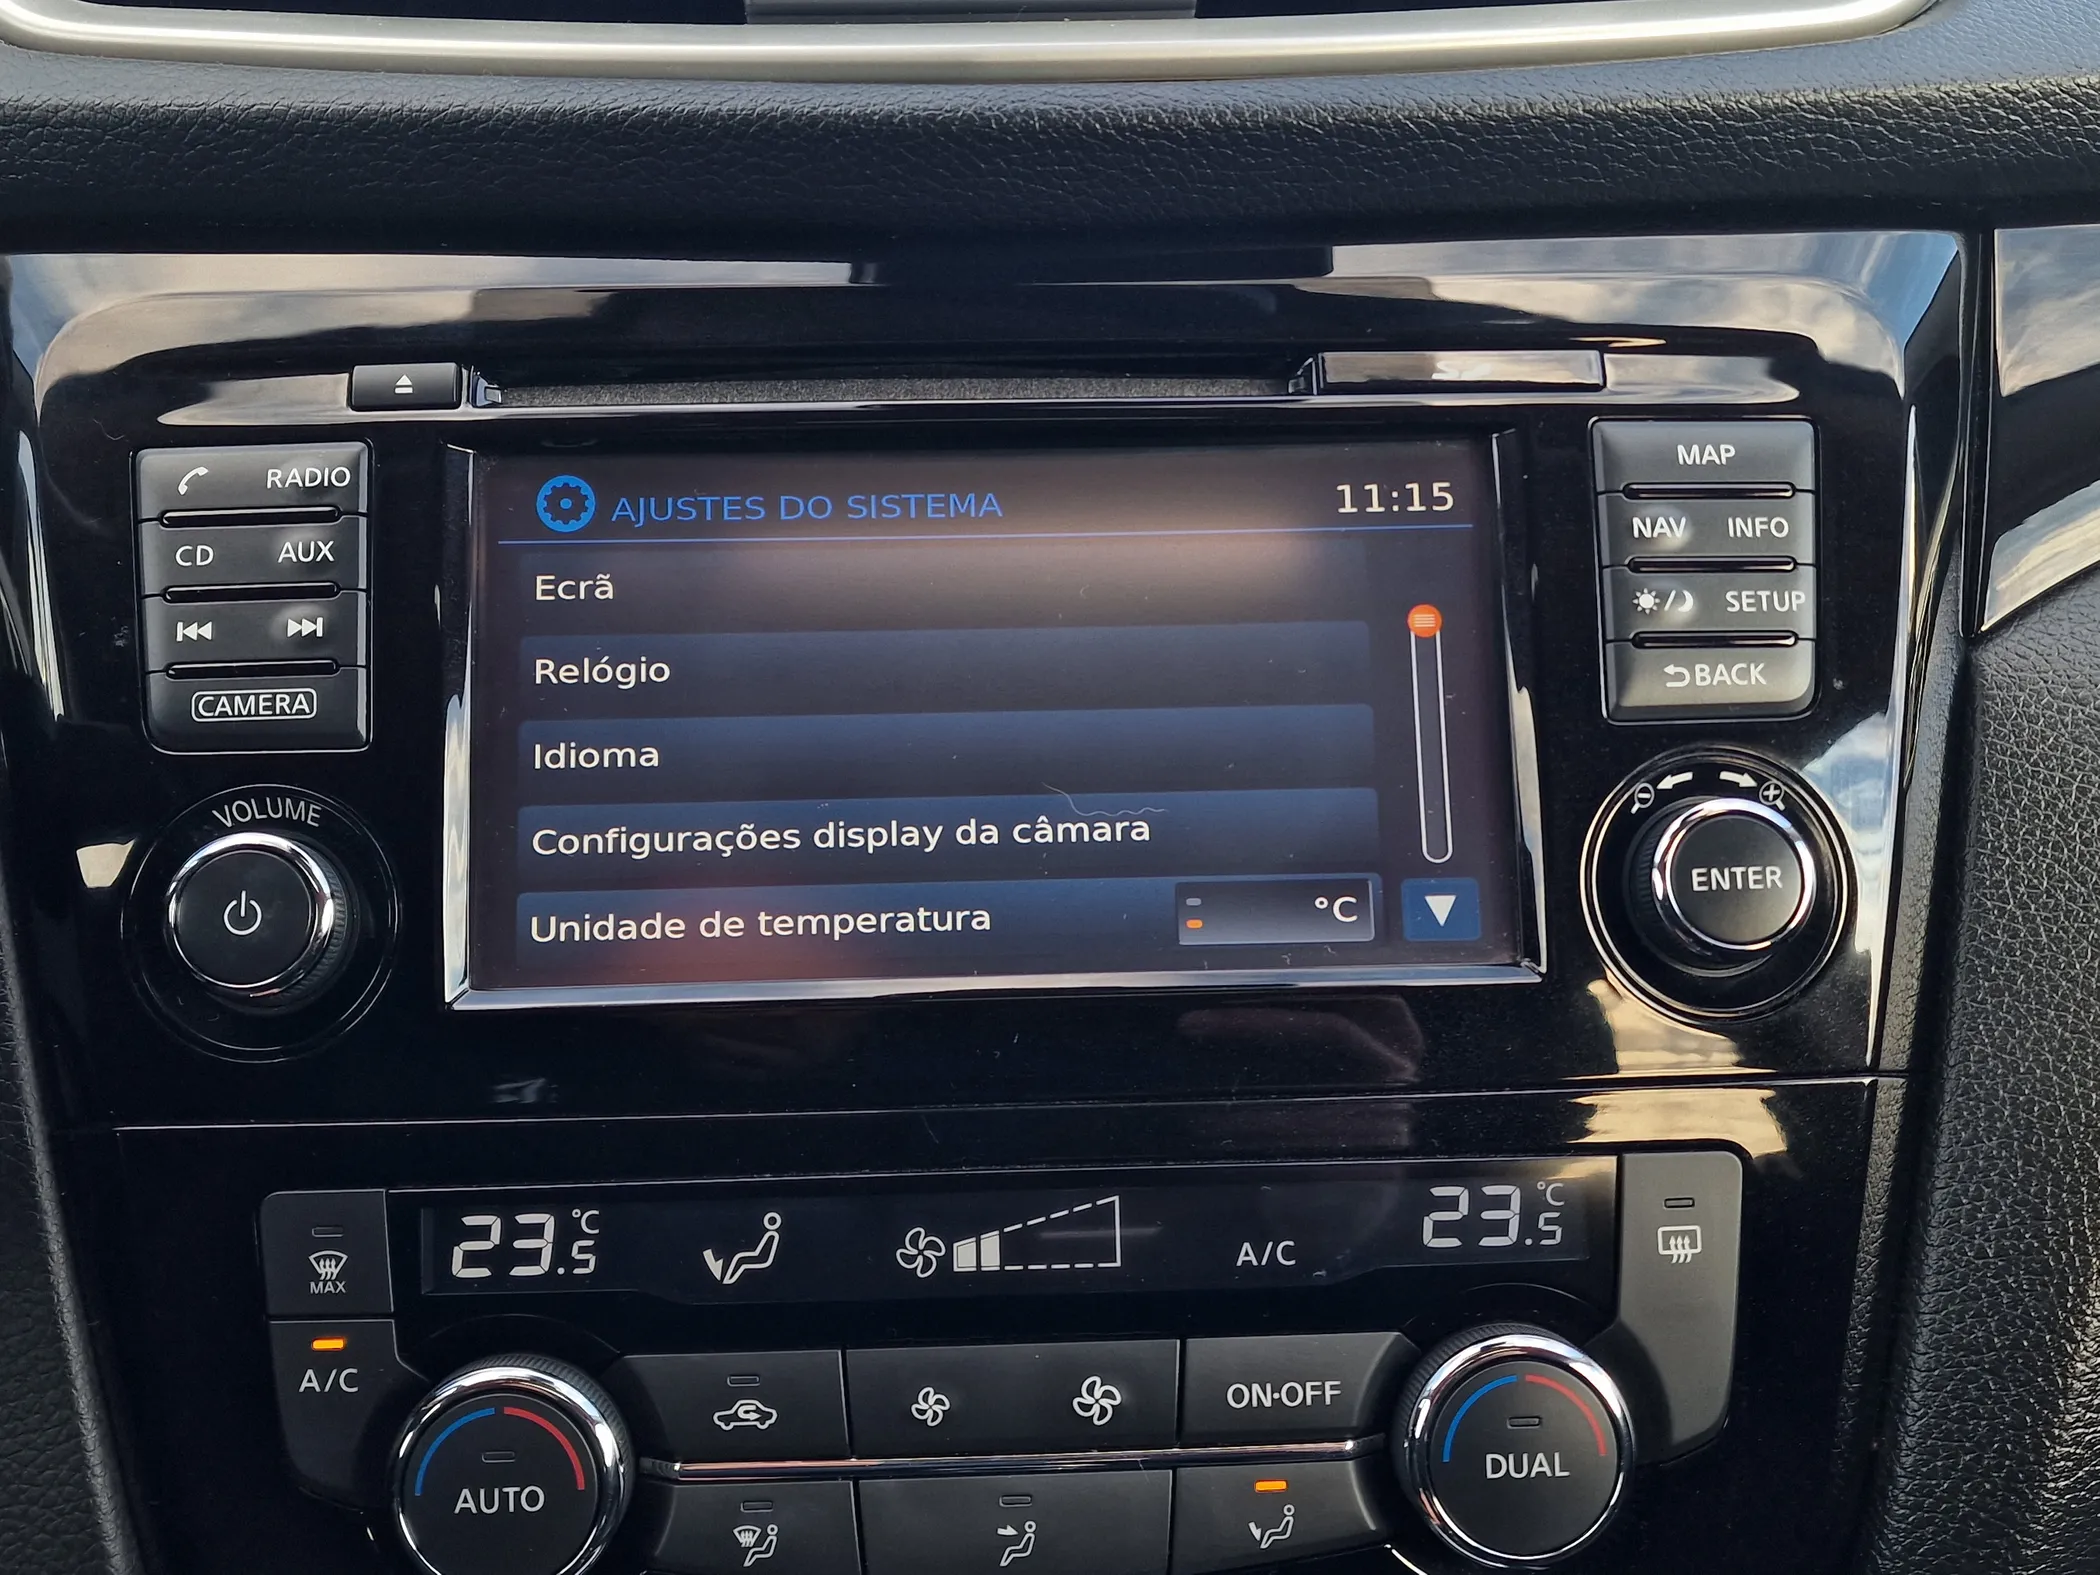 RADIO
CD AUX
CAMERA
VOLUME
AJUSTES DO SISTEMA 11:15
Ecrã
Relógio
Idioma
Configurações display da câmara
Unidade de temperatura °C
MAP
NAV INFO
SETUP
BACK
ENTER
MAX
23.5 °C
A/C
23.5 °C
A/C
ON·OFF
AUTO
DUAL